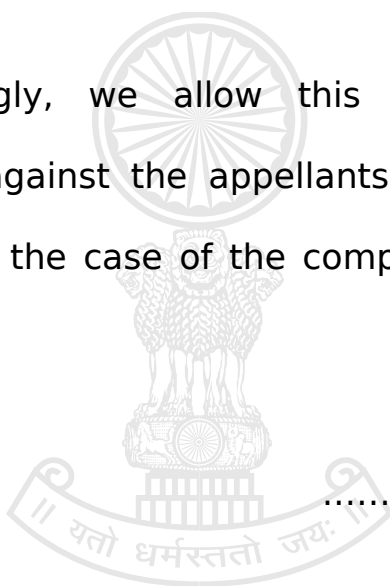 gly, we allow this
against the appellants
the case of the comp
.......
॥ यतो धर्मस्ततो जयः ॥